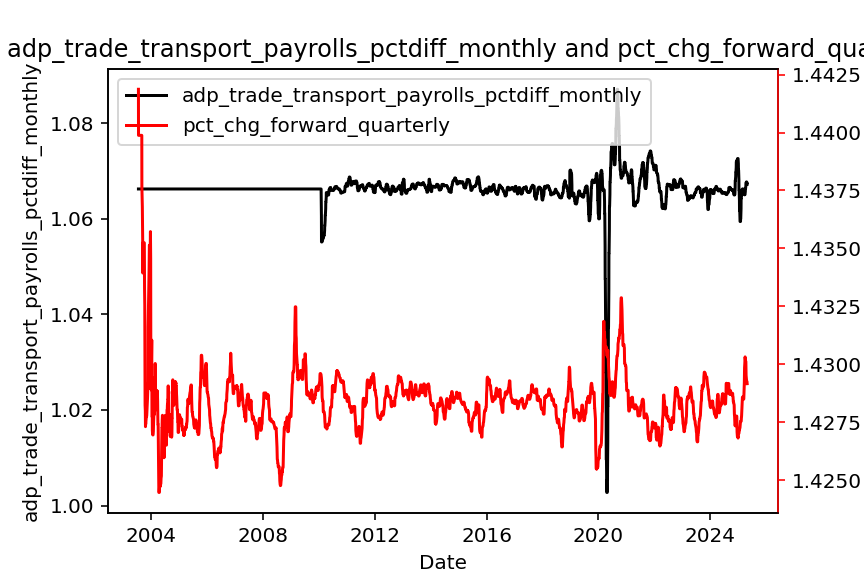 adp_trade_transport_payrolls_pctdiff_monthly and pct_chg_forward_qua
adp_trade_transport_payrolls_pctdiff_monthly
pct_chg_forward_quarterly
adp_trade_transport_payrolls_pctdiff_monthly
1.08
1.06
1.04
1.02
1.00
1.4425
1.4400
1.4375
1.4350
1.4325
1.4300
1.4275
1.4250
2004 2008 2012 2016 2020 2024
Date